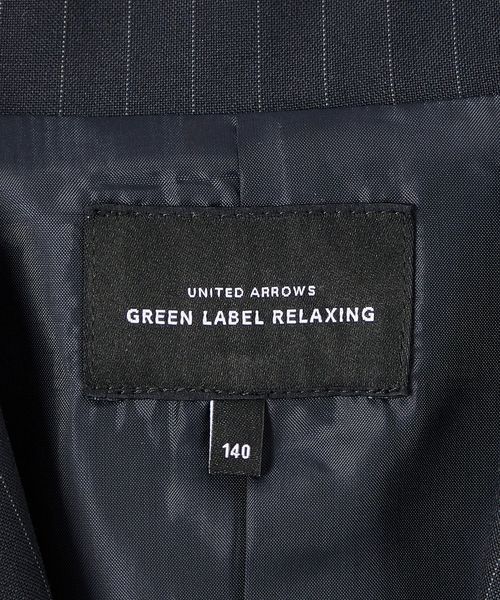 UNITED ARROWS
GREEN LABEL RELAXING
140